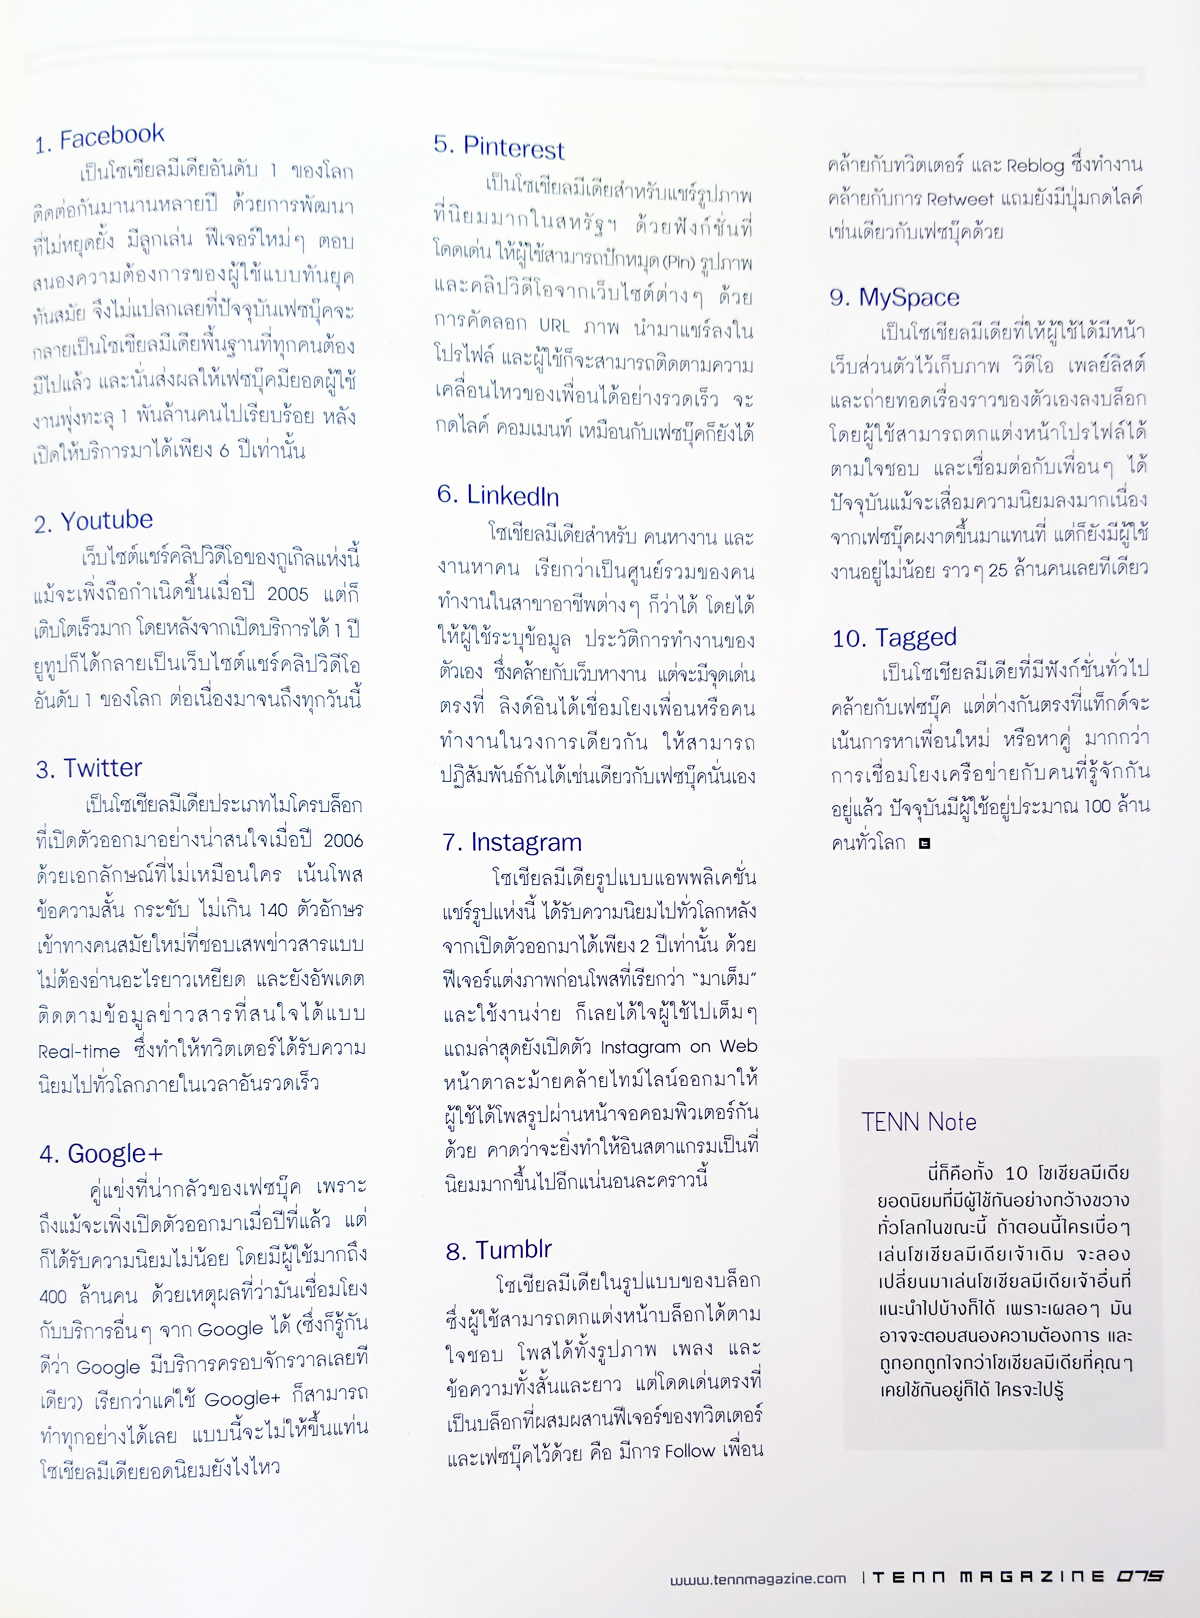 1. Facebook
เป็นโซเชียลมีเดียอันดับ 1 ของโลก
ติดต่อกันมานานหลายปี ด้วยการพัฒนา
ที่ไม่หยุดยั้ง มีลูกเล่น ฟีเจอร์ใหม่ๆ ตอบ
สนองความต้องการของผู้ใช้แบบทันยุค
ทันสมัย จึงไม่แปลกเลยที่ปัจจุบันเฟซบุ๊คจะ
กลายเป็นโซเชียลมีเดียพื้นฐานที่ทุกคนต้อง
มีไปแล้ว และนั่นส่งผลให้เฟซบุ๊คมียอดผู้ใช้
งานพุ่งทะลุ 1 พันล้านคนไปเรียบร้อย หลัง
เปิดให้บริการมาได้เพียง 6 ปีเท่านั้น
2. Youtube
เว็บไซต์แชร์คลิปวิดีโอของกูเกิลแห่งนี้
แม้จะเพิ่งถือกำเนิดขึ้นเมื่อปี 2005 แต่ก็
เติบโตเร็วมาก โดยหลังจากเปิดบริการได้ 1 ปี
ยูทูปก็ได้กลายเป็นเว็บไซต์แชร์คลิปวิดีโอ
อันดับ 1 ของโลก ต่อเนื่องมาจนถึงทุกวันนี้
3. Twitter
เป็นโซเชียลมีเดียประเภทไมโครบล็อก
ที่เปิดตัวออกมาอย่างน่าสนใจเมื่อปี 2006
ด้วยเอกลักษณ์ที่ไม่เหมือนใคร เน้นโพส
ข้อความสั้น กระชับ ไม่เกิน 140 ตัวอักษร
เข้าทางคนสมัยใหม่ที่ชอบเสพข่าวสารแบบ
ไม่ต้องอ่านอะไรยาวเหยียด และยังอัพเดต
ติดตามข้อมูลข่าวสารที่สนใจได้แบบ
Real-time ซึ่งทำให้ทวิตเตอร์ได้รับความ
นิยมไปทั่วโลกภายในเวลาอันรวดเร็ว
4. Google+
คู่แข่งที่น่ากลัวของเฟซบุ๊ค เพราะ
ถึงแม้จะเพิ่งเปิดตัวออกมาเมื่อปีที่แล้ว แต่
ก็ได้รับความนิยมไม่น้อย โดยมีผู้ใช้มากถึง
400 ล้านคน ด้วยเหตุผลที่ว่ามันเชื่อมโยง
กับบริการอื่นๆ จาก Google ได้ (ซึ่งก็รู้กัน
ดีว่า Google มีบริการครอบจักรวาลเลยที
เดียว) เรียกว่าแค่ใช้ Google+ ก็สามารถ
ทำทุกอย่างได้เลย แบบนี้จะไม่ให้ขึ้นแท่น
โซเชียลมีเดียยอดนิยมยังไงไหว
5. Pinterest
เป็นโซเชียลมีเดียสำหรับแชร์รูปภาพ
ที่นิยมมากในสหรัฐฯ ด้วยฟังก์ชั่นที่
โดดเด่น ให้ผู้ใช้สามารถปักหมุด (Pin) รูปภาพ
และคลิปวิดีโอจากเว็บไซต์ต่างๆ ด้วย
การคัดลอก URL ภาพ นำมาแชร์ลงใน
โปรไฟล์ และผู้ใช้ก็จะสามารถติดตามความ
เคลื่อนไหวของเพื่อนได้อย่างรวดเร็ว จะ
กดไลค์ คอมเมนท์ เหมือนกับเฟซบุ๊คก็ยังได้
6. LinkedIn
โซเชียลมีเดียสำหรับ คนหางาน และ
งานหาคน เรียกว่าเป็นศูนย์รวมของคน
ทำงานในสาขาอาชีพต่างๆ ก็ว่าได้ โดยได้
ให้ผู้ใช้ระบุข้อมูล ประวัติการทำงานของ
ตัวเอง ซึ่งคล้ายกับเว็บหางาน แต่จะมีจุดเด่น
ตรงที่ ลิงด์อินได้เชื่อมโยงเพื่อนหรือคน
ทำงานในวงการเดียวกัน ให้สามารถ
ปฏิสัมพันธ์กันได้เช่นเดียวกับเฟซบุ๊คนั่นเอง
7. Instagram
โซเชียลมีเดียรูปแบบแอพพลิเคชั่น
แชร์รูปแห่งนี้ ได้รับความนิยมไปทั่วโลกหลัง
จากเปิดตัวออกมาได้เพียง 2 ปีเท่านั้น ด้วย
ฟีเจอร์แต่งภาพก่อนโพสที่เรียกว่า “มาเต็ม”
และใช้งานง่าย ก็เลยได้ใจผู้ใช้ไปเต็มๆ
แถมล่าสุดยังเปิดตัว Instagram on Web
หน้าตาละม้ายคล้ายไทม์ไลน์ออกมาให้
ผู้ใช้ได้โพสรูปผ่านหน้าจอคอมพิวเตอร์กัน
ด้วย คาดว่าจะยิ่งทำให้อินสตาแกรมเป็นที่
นิยมมากขึ้นไปอีกแน่นอนละคราวนี้
8. Tumblr
โซเชียลมีเดียในรูปแบบของบล็อก
ซึ่งผู้ใช้สามารถตกแต่งหน้าบล็อกได้ตาม
ใจชอบ โพสได้ทั้งรูปภาพ เพลง และ
ข้อความทั้งสั้นและยาว แต่โดดเด่นตรงที่
เป็นบล็อกที่ผสมผสานฟีเจอร์ของทวิตเตอร์
และเฟซบุ๊คไว้ด้วย คือ มีการ Follow เพื่อน
คล้ายกับทวิตเตอร์ และ Reblog ซึ่งทำงาน
คล้ายกับการ Retweet แถมยังมีปุ่มกดไลค์
เช่นเดียวกับเฟซบุ๊คด้วย
9. MySpace
เป็นโซเชียลมีเดียที่ให้ผู้ใช้ได้มีหน้า
เว็บส่วนตัวไว้เก็บภาพ วิดีโอ เพลย์ลิสต์
และถ่ายทอดเรื่องราวของตัวเองลงบล็อก
โดยผู้ใช้สามารถตกแต่งหน้าโปรไฟล์ได้
ตามใจชอบ และเชื่อมต่อกับเพื่อนๆ ได้
ปัจจุบันแม้จะเสื่อมความนิยมลงมากเนื่อง
จากเฟซบุ๊คผงาดขึ้นมาแทนที่ แต่ก็ยังมีผู้ใช้
งานอยู่ไม่น้อย ราวๆ 25 ล้านคนเลยทีเดียว
10. Tagged
เป็นโซเชียลมีเดียที่มีฟังก์ชั่นทั่วไป
คล้ายกับเฟซบุ๊ค แต่ต่างกันตรงที่แท็กด์จะ
เน้นการหาเพื่อนใหม่ หรือหาคู่ มากกว่า
การเชื่อมโยงเครือข่ายกับคนที่รู้จักกัน
อยู่แล้ว ปัจจุบันมีผู้ใช้อยู่ประมาณ 100 ล้าน
คนทั่วโลก
TENN Note
นี่ก็คือทั้ง 10 โซเชียลมีเดีย
ยอดนิยมที่มีผู้ใช้กันอย่างกว้างขวาง
ทั่วโลกในขณะนี้ ถ้าตอนนี้ใครเบื่อๆ
เล่นโซเชียลมีเดียเจ้าเดิม จะลอง
เปลี่ยนมาเล่นโซเชียลมีเดียเจ้าอื่นที่
แนะนำไปบ้างก็ได้ เพราะเผลอๆ มัน
อาจจะตอบสนองความต้องการ และ
ถูกอกถูกใจกว่าโซเชียลมีเดียที่คุณๆ
เคยใช้กันอยู่ก็ได้ ใครจะไปรู้
www.tennmagazine.com | TENN MAGAZINE 075